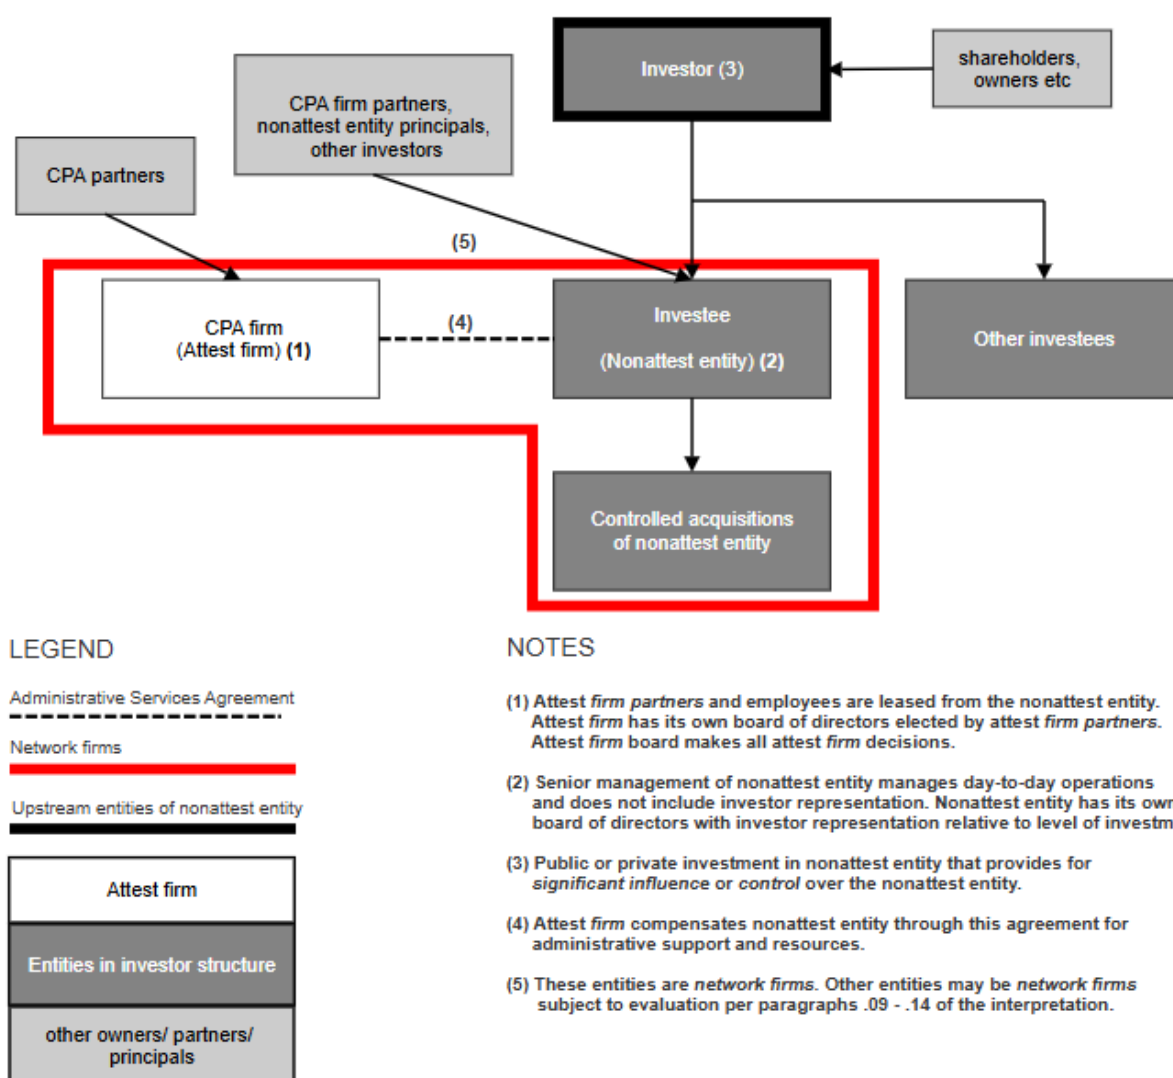 Investor (3)
shareholders,
owners etc
CPA firm partners,
nonattest entity principals,
other investors
CPA partners
(5)
CPA firm
(Attest firm) (1)
(4)
Investee
(Nonattest entity) (2)
Other investees
Controlled acquisitions
of nonattest entity
LEGEND
Administrative Services Agreement
Network firms
Upstream entities of nonattest entity
Attest firm
Entities in investor structure
other owners/ partners/
principals
NOTES
(1) Attest firm partners and employees are leased from the nonattest entity.
Attest firm has its own board of directors elected by attest firm partners.
Attest firm board makes all attest firm decisions.
(2) Senior management of nonattest entity manages day-to-day operations
and does not include investor representation. Nonattest entity has its own
board of directors with investor representation relative to level of investm
(3) Public or private investment in nonattest entity that provides for
significant influence or control over the nonattest entity.
(4) Attest firm compensates nonattest entity through this agreement for
administrative support and resources.
(5) These entities are network firms. Other entities may be network firms
subject to evaluation per paragraphs .09 - .14 of the interpretation.